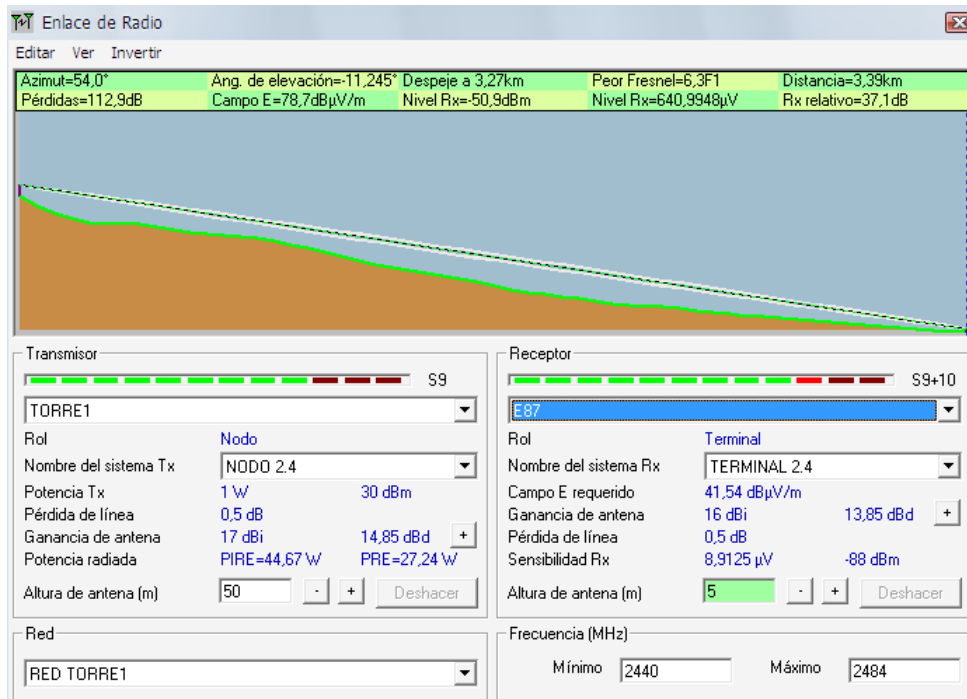 Enlace de Radio
Editar Ver Invertir
Azimut=54,0° Ang. de elevación=-11,245° Despeje a 3,27km Peor Fresnel=6,3F1 Distancia=3,39km
Pérdidas=112,9dB Campo E=78,7dBµV/m Nivel Rx=-50,9dBm Nivel Rx=640,9948µV Rx relativo=37,1dB
Transmisor
S9
TORRE1
Rol Nodo
Nombre del sistema Tx NODO 2.4
Potencia Tx 1 W 30 dBm
Pérdida de línea 0,5 dB
Ganancia de antena 17 dBi 14,85 dBd +
Potencia radiada PIRE=44,67 W PRE=27,24 W
Altura de antena (m) 50 - + Deshacer
Red
RED TORRE1
Receptor
S9+10
E87
Rol Terminal
Nombre del sistema Rx TERMINAL 2.4
Campo E requerido 41,54 dBµV/m
Ganancia de antena 16 dBi 13,85 dBd +
Pérdida de línea 0,5 dB
Sensibilidad Rx 8,9125 µV -88 dBm
Altura de antena (m) 5 - + Deshacer
Frecuencia (MHz)
Mínimo 2440 Máximo 2484